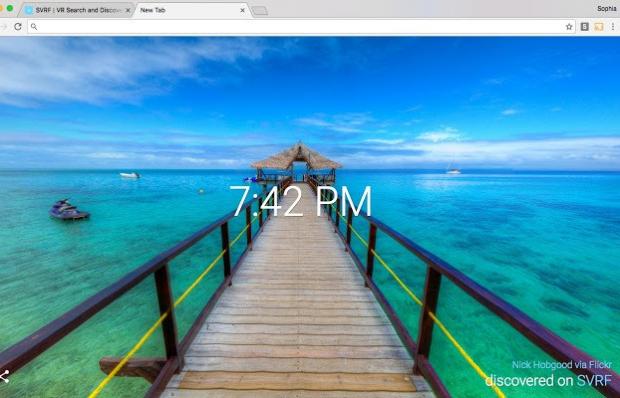 SVRF | VR Search and Discov
New Tab
Sophia
7:42 PM
Nick Hobgood via Flickr
discovered on SVRF